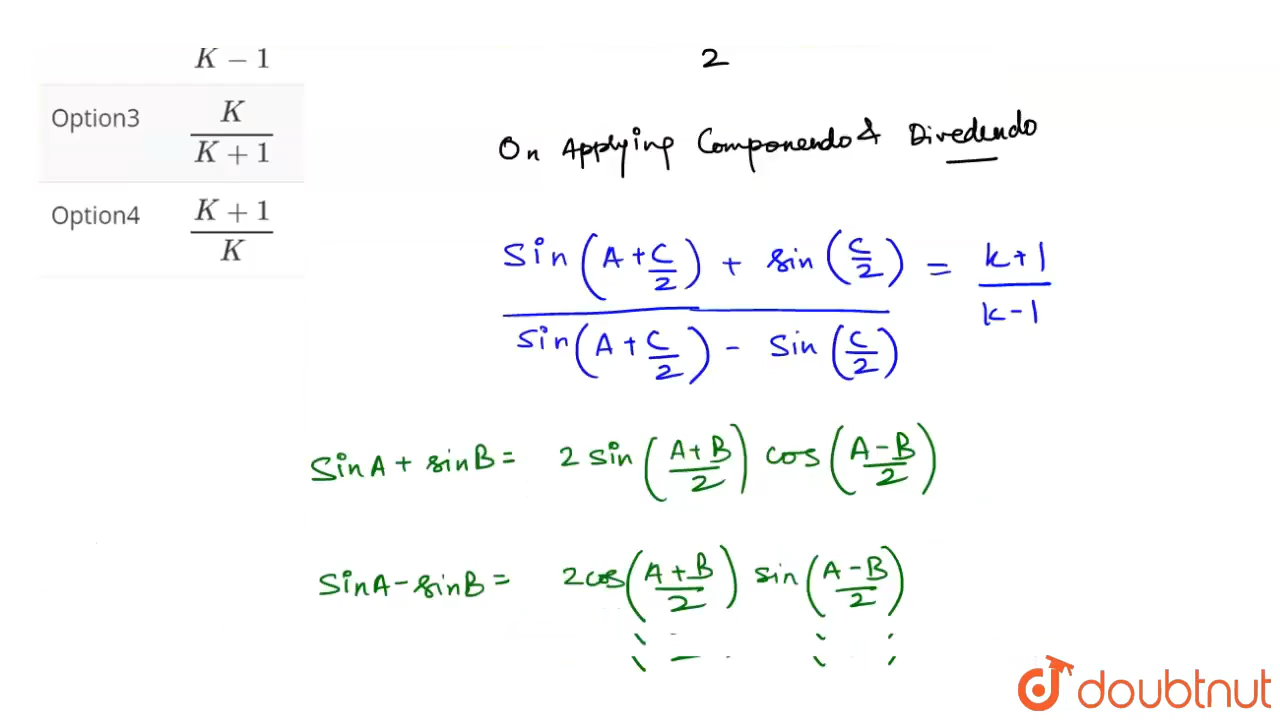 K − 1
Option3 K/(K + 1)
Option4 (K + 1)/K
2
On Applying Componendo & Dividendo
(Sin(A + C/2) + sin(C/2))/(sin(A + C/2) − sin(C/2)) = (k+1)/(k−1)
SinA + sinB = 2 sin((A+B)/2) cos((A−B)/2)
SinA − sinB = 2cos((A+B)/2) sin((A−B)/2)
doubtnut